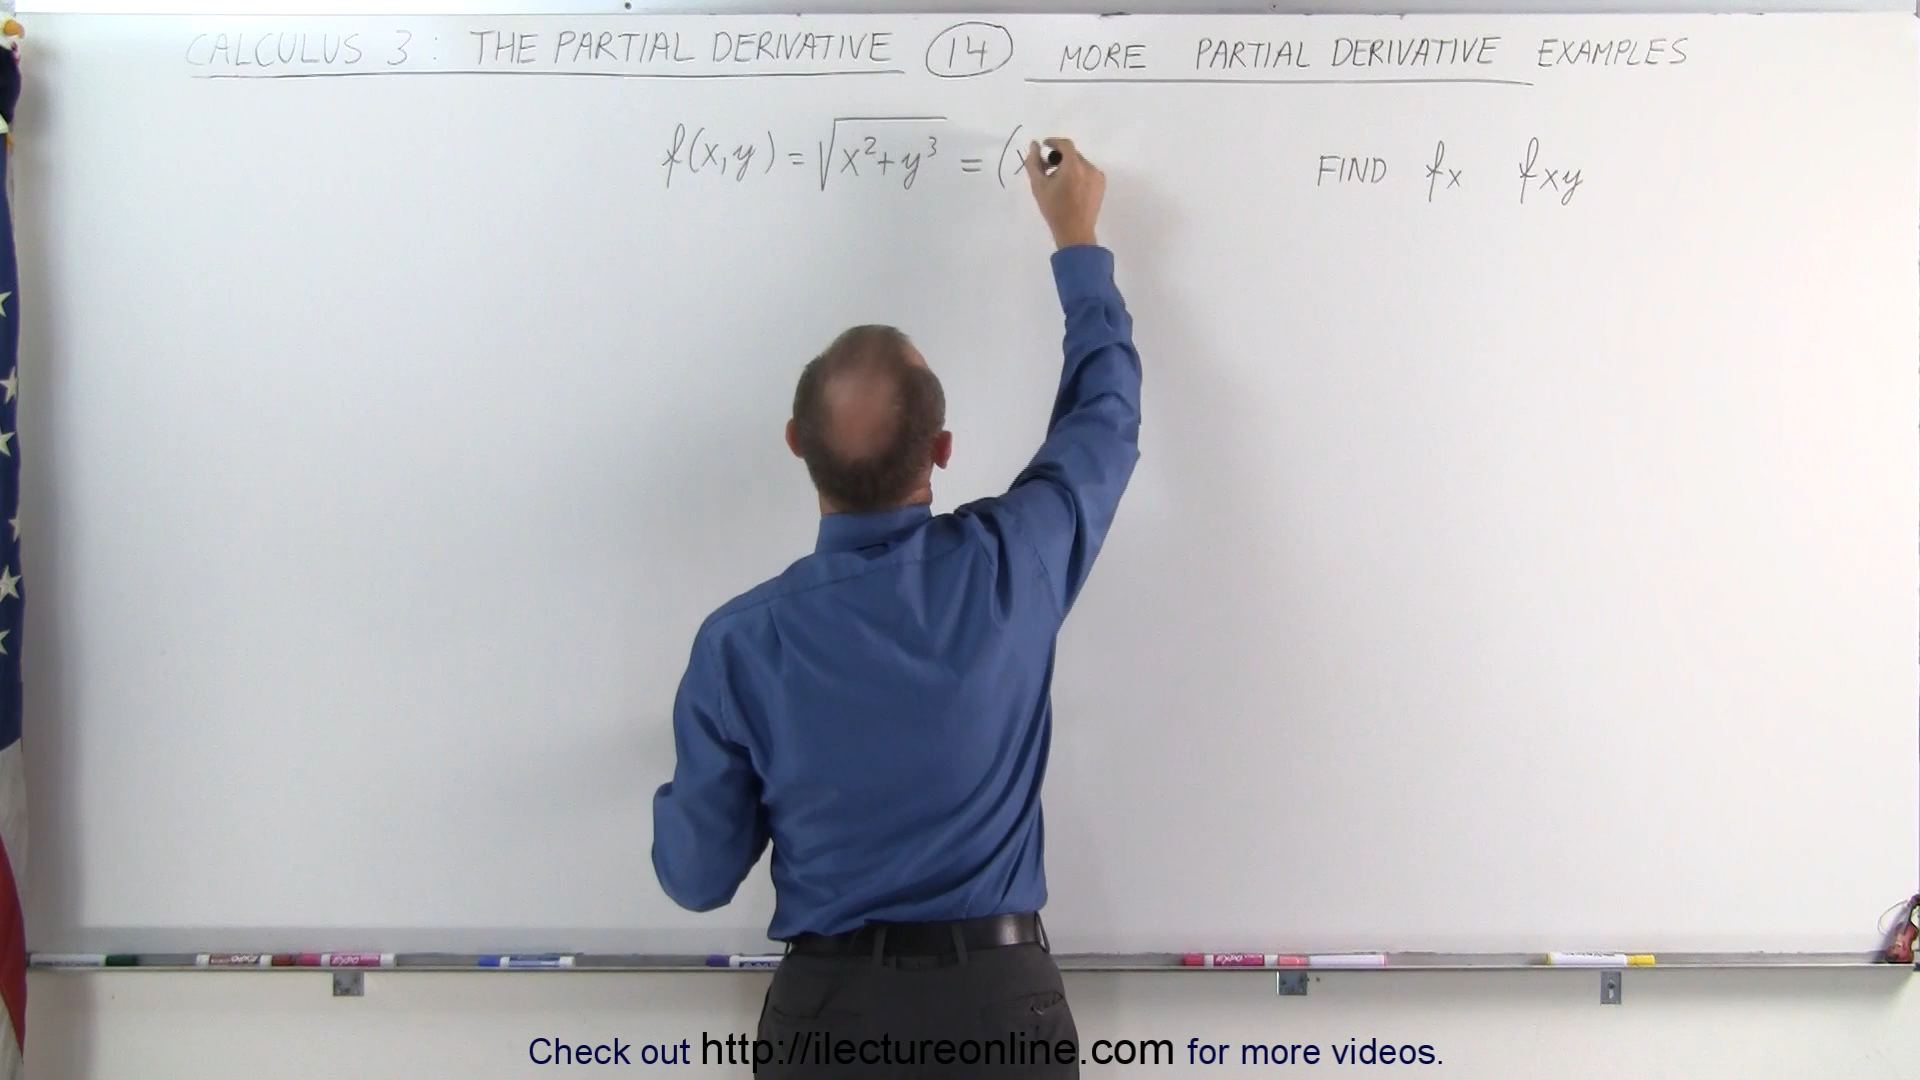 CALCULUS 3: THE PARTIAL DERIVATIVE 14 MORE PARTIAL DERIVATIVE EXAMPLES
f(x,y) = √x²+y³ = (x FIND fx fxy
Check out http://ilectureonline.com for more videos.